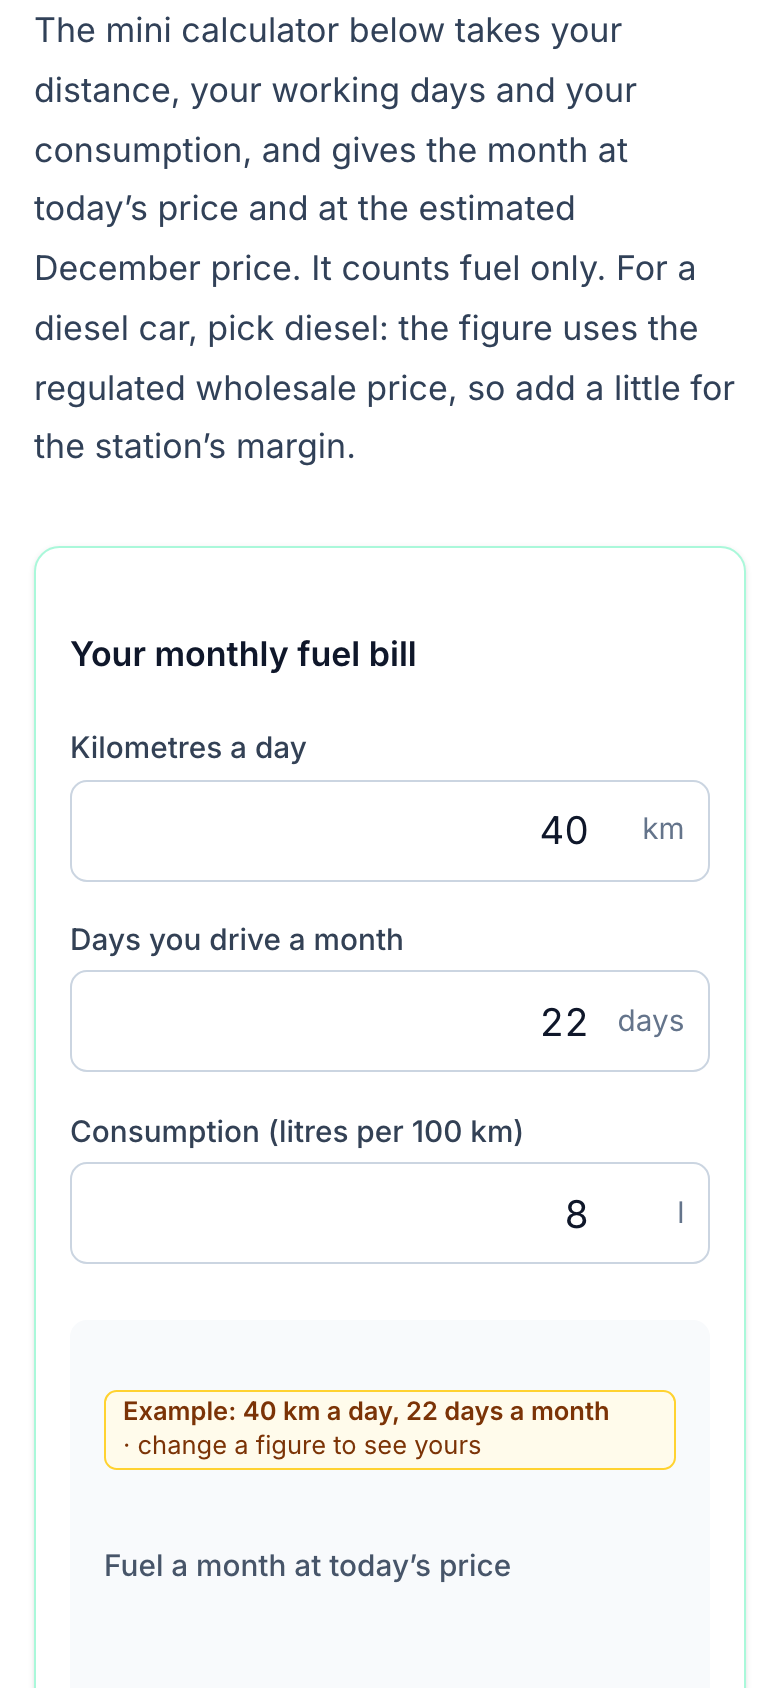 The mini calculator below takes your
distance, your working days and your
consumption, and gives the month at
today’s price and at the estimated
December price. It counts fuel only. For a
diesel car, pick diesel: the figure uses the
regulated wholesale price, so add a little for
the station’s margin.
Your monthly fuel bill
Kilometres a day
40 km
Days you drive a month
22 days
Consumption (litres per 100 km)
8 l
Example: 40 km a day, 22 days a month
· change a figure to see yours
Fuel a month at today’s price